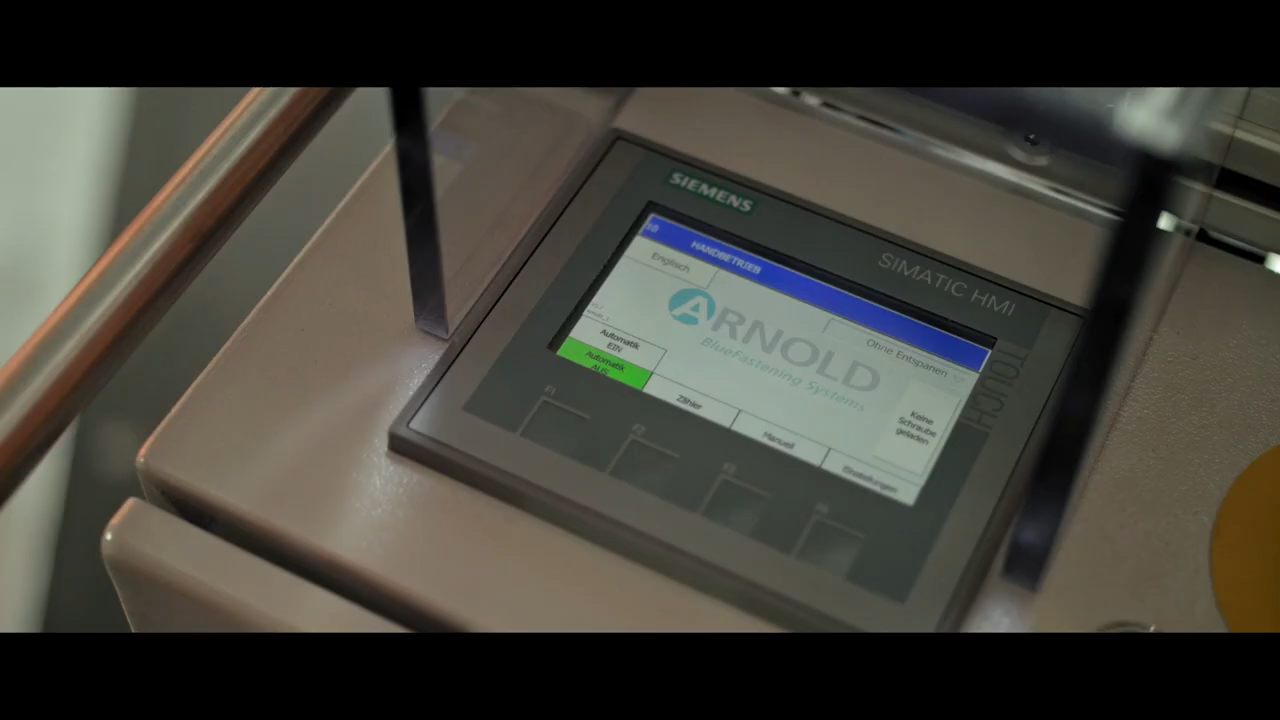 SIEMENS
SIMATIC HMI
TOUCH
HANDBETRIEB
Englisch
ARNOLD
BlueFastening Systems
Ohne Entspanen
Automatik
EIN
Automatik
AUS
Zähler
Manuell
Einstellungen
Keine
Schraube
geladen
F1
F2
F3